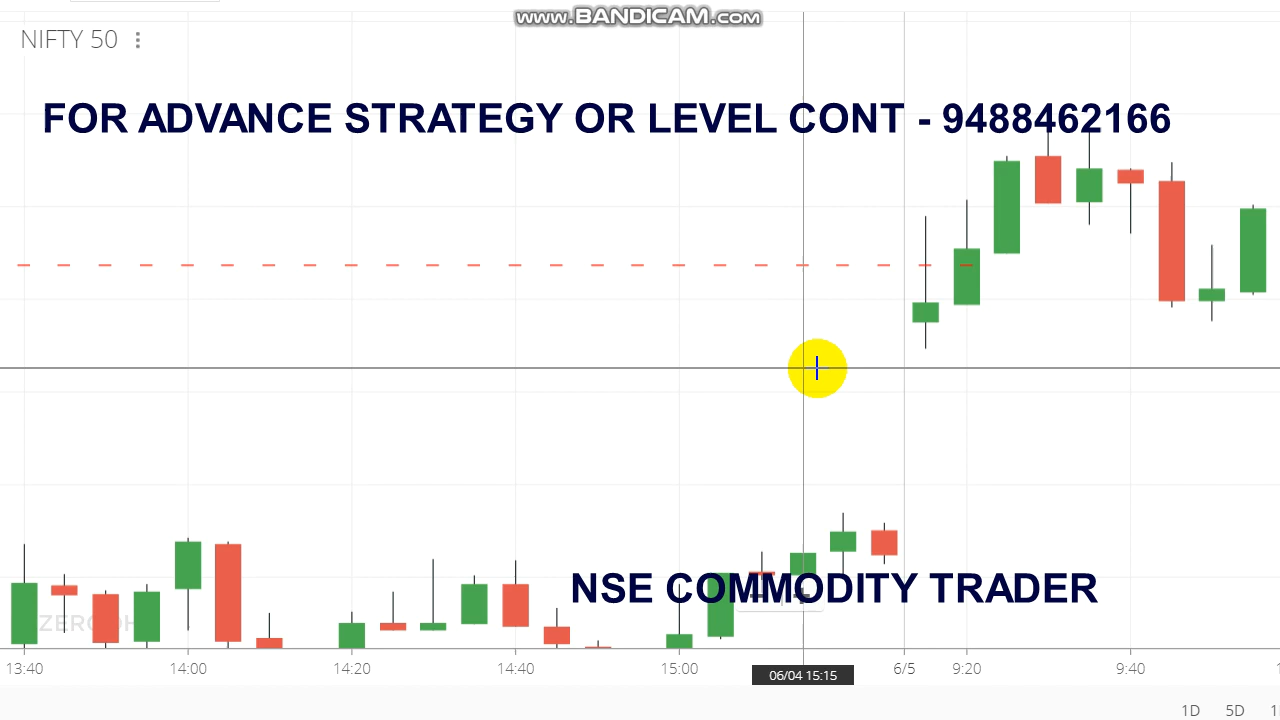 www.BANDICAM.com
NIFTY 50
FOR ADVANCE STRATEGY OR LEVEL CONT - 9488462166
NSE COMMODITY TRADER
13:40 14:00 14:20 14:40 15:00 06/04 15:15 6/5 9:20 9:40
1D 5D